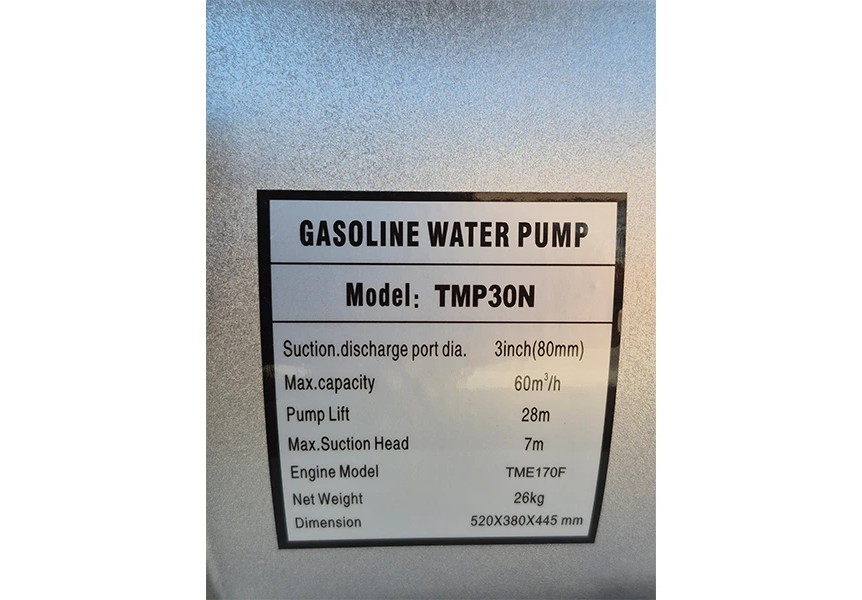 GASOLINE WATER PUMP
Model: TMP30N
Suction.discharge port dia. 3inch(80mm)
Max.capacity 60m³/h
Pump Lift 28m
Max.Suction Head 7m
Engine Model TME170F
Net Weight 26kg
Dimension 520X380X445 mm